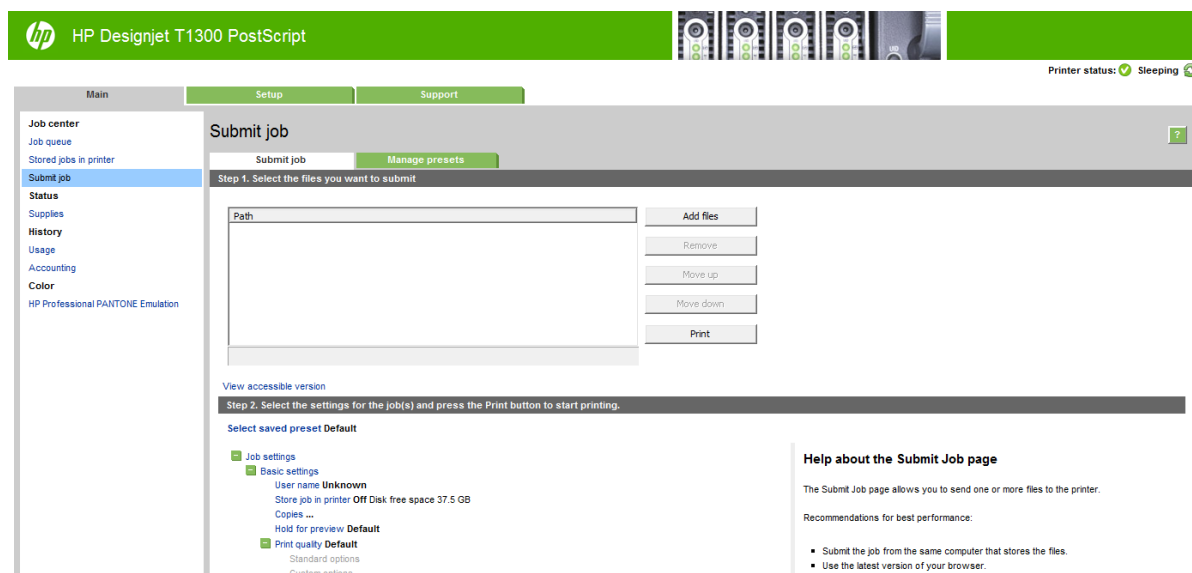 hp
HP Designjet T1300 PostScript
UID
Printer status: Sleeping
Main
Setup
Support
Job center
Job queue
Stored jobs in printer
Submit job
Status
Supplies
History
Usage
Accounting
Color
HP Professional PANTONE Emulation
Submit job
?
Submit job
Manage presets
Step 1. Select the files you want to submit
Path
Add files
Remove
Move up
Move down
Print
View accessible version
Step 2. Select the settings for the job(s) and press the Print button to start printing.
Select saved preset Default
Job settings
Basic settings
User name Unknown
Store job in printer Off Disk free space 37.5 GB
Copies ...
Hold for preview Default
Print quality Default
Standard options
Custom options
Help about the Submit Job page
The Submit Job page allows you to send one or more files to the printer.
Recommendations for best performance:
Submit the job from the same computer that stores the files.
Use the latest version of your browser.